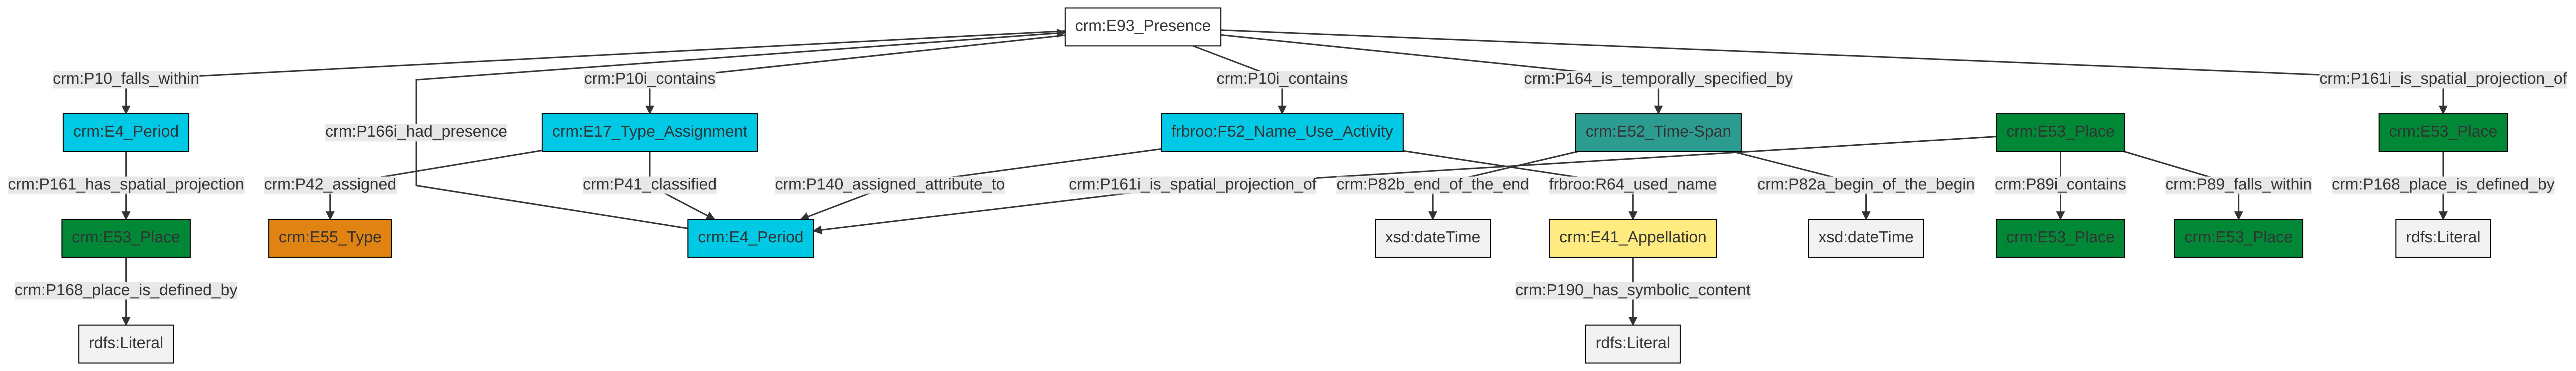 crm:E93_Presence
crm:P10_falls_within
crm:P10i_contains
crm:P10i_contains
crm:P164_is_temporally_specified_by
crm:P161i_is_spatial_projection_of
crm:E4_Period
crm:P166i_had_presence
crm:E17_Type_Assignment
frbroo:F52_Name_Use_Activity
crm:E52_Time-Span
crm:E53_Place
crm:E53_Place
crm:P161_has_spatial_projection
crm:P42_assigned
crm:P41_classified
crm:P140_assigned_attribute_to
crm:P161i_is_spatial_projection_of
crm:P82b_end_of_the_end
frbroo:R64_used_name
crm:P82a_begin_of_the_begin
crm:P89i_contains
crm:P89_falls_within
crm:P168_place_is_defined_by
crm:E53_Place
crm:E55_Type
crm:E4_Period
xsd:dateTime
crm:E41_Appellation
xsd:dateTime
crm:E53_Place
crm:E53_Place
rdfs:Literal
crm:P168_place_is_defined_by
crm:P190_has_symbolic_content
rdfs:Literal
rdfs:Literal